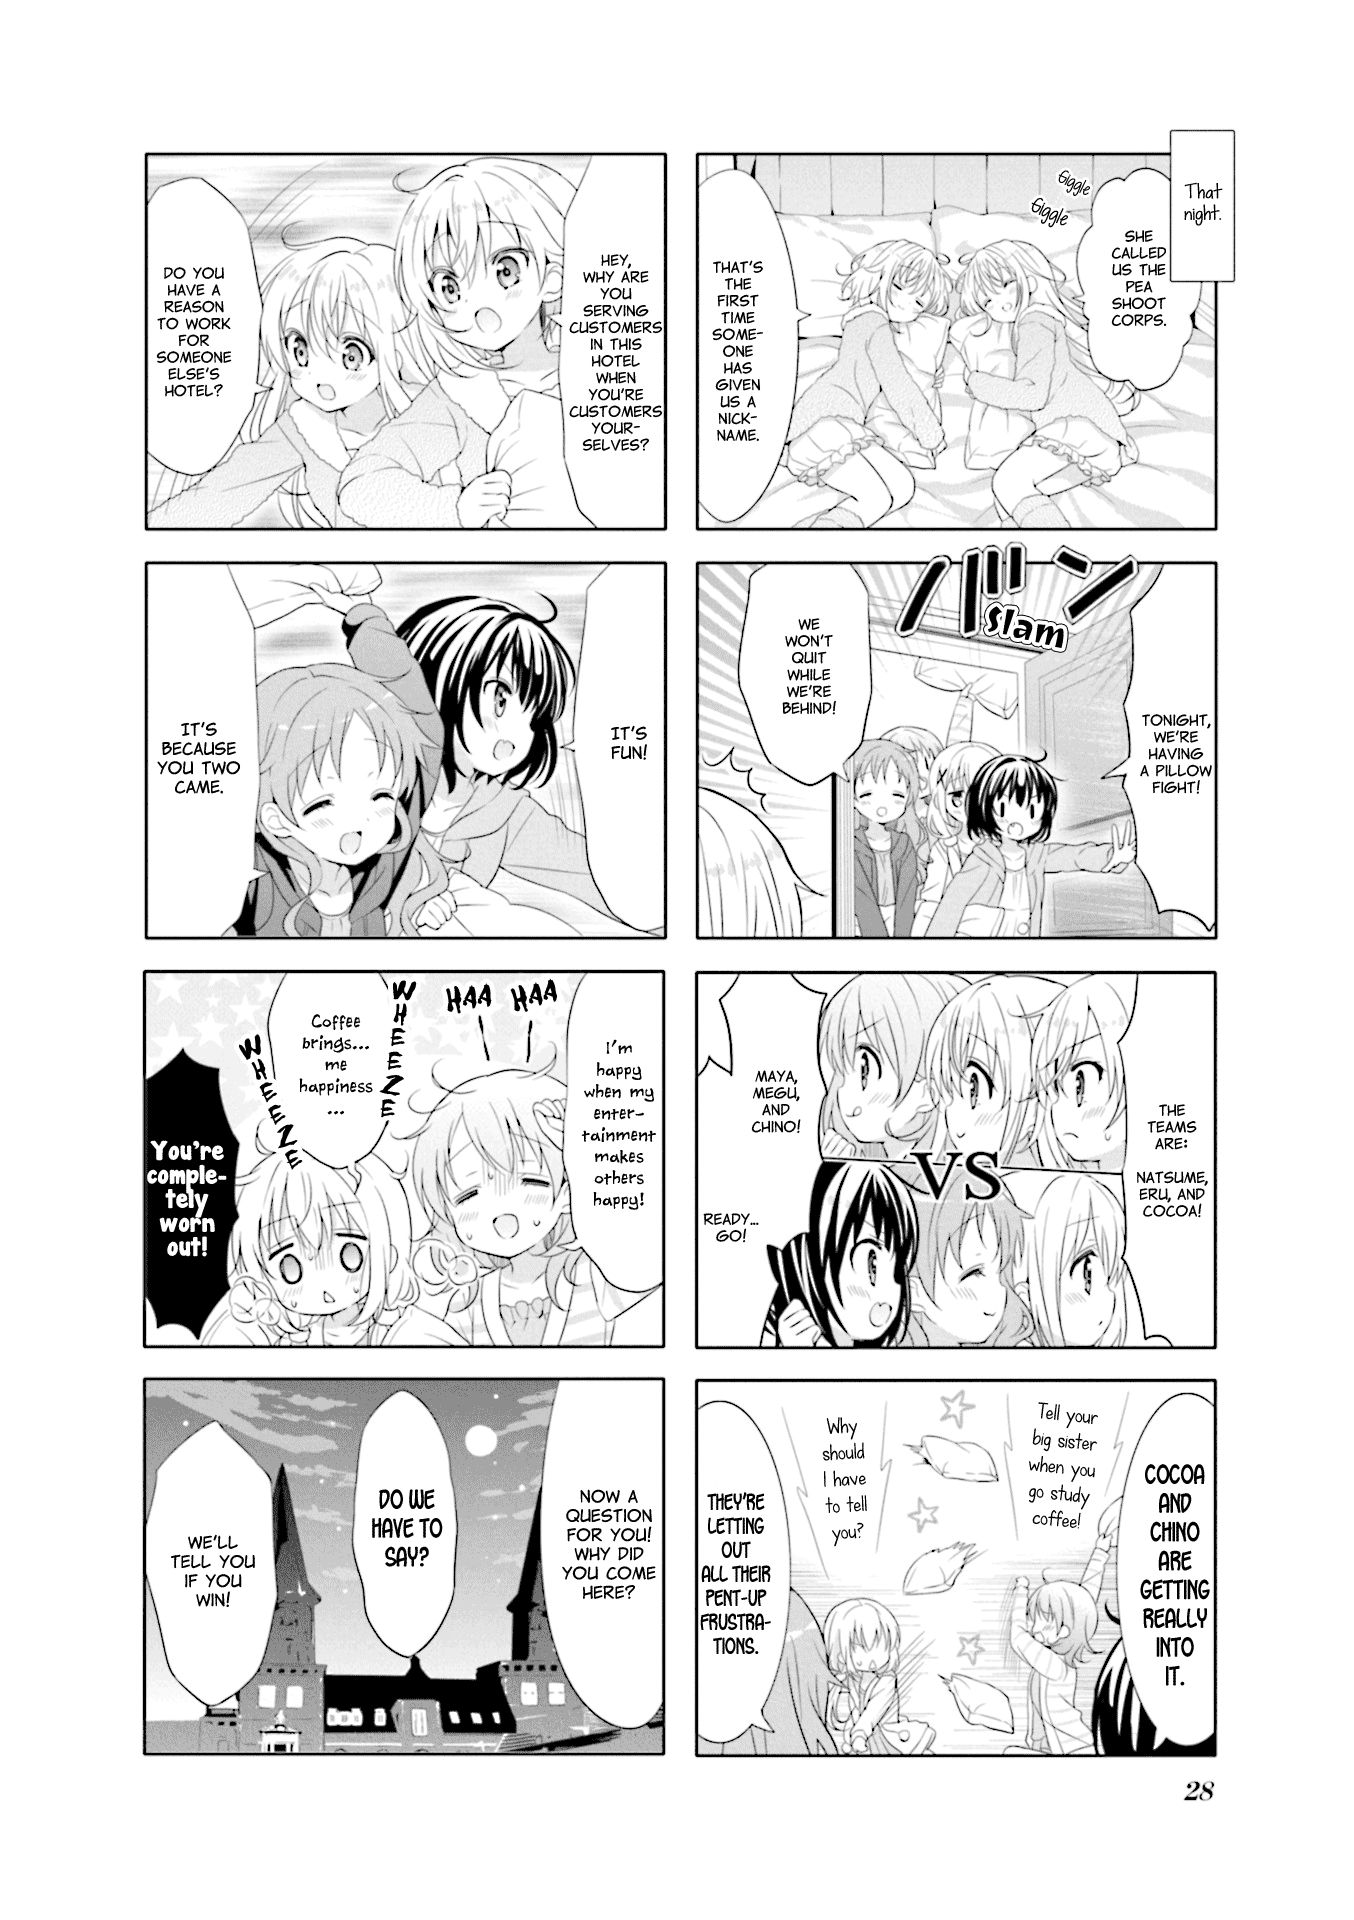 That
night.
SHE
CALLED
US THE
PEA
SHOOT
CORPS.
Giggle
Giggle
THAT'S
THE
FIRST
TIME
SOME-
ONE
HAS
GIVEN
US A
NICK-
NAME.
バン
Slam
TONIGHT,
WE'RE
HAVING
A PILLOW
FIGHT!
WE
WON'T
QUIT
WHILE
WE'RE
BEHIND!
THE
TEAMS
ARE:
NATSUME,
ERU, AND
COCOA!
MAYA,
MEGU,
AND
CHINO!
VS
READY...
GO!
COCOA
AND
CHINO
ARE
GETTING
REALLY
INTO
IT.
Tell your
big sister
when you
go study
coffee!
Why
should
I have
to tell
you?
THEY'RE
LETTING
OUT
ALL THEIR
PENT-UP
FRUSTRA-
TIONS.
HEY,
WHY ARE
YOU
SERVING
CUSTOMERS
IN THIS
HOTEL
WHEN
YOU'RE
CUSTOMERS
YOUR-
SELVES?
DO YOU
HAVE A
REASON
TO WORK
FOR
SOMEONE
ELSE'S
HOTEL?
IT'S
FUN!
IT'S
BECAUSE
YOU TWO
CAME.
I'm
happy
when my
enter-
tainment
makes
others
happy!
HAA HAA
WHEEZE
Coffee
brings...
me
happiness
...
WHEEZE
You're
comple-
tely
worn
out!
NOW A
QUESTION
FOR YOU!
WHY DID
YOU COME
HERE?
DO WE
HAVE TO
SAY?
WE'LL
TELL YOU
IF YOU
WIN!
28